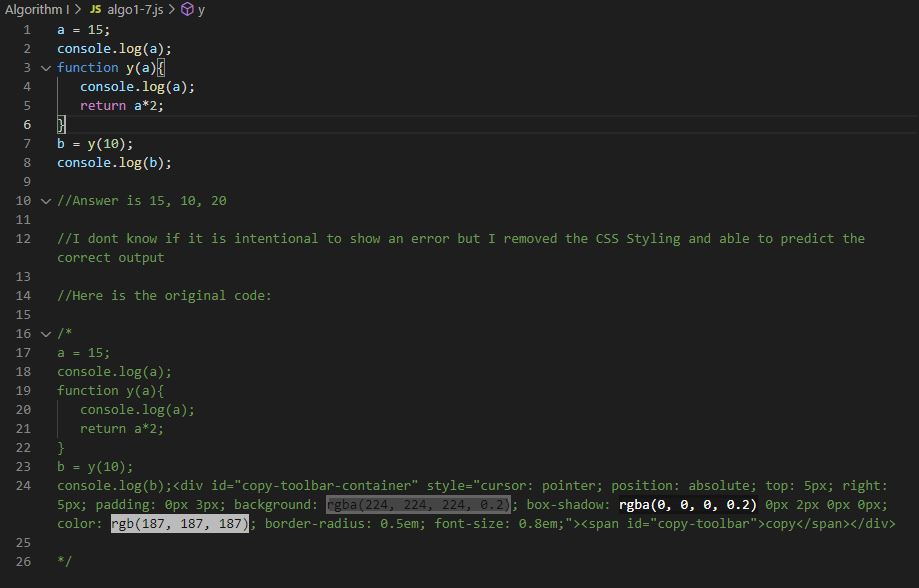 Algorithm I > JS algo1-7.js > y
1 a = 15;
2 console.log(a);
3 function y(a){
4 console.log(a);
5 return a*2;
6 }
7 b = y(10);
8 console.log(b);
9
10 //Answer is 15, 10, 20
11
12 //I dont know if it is intentional to show an error but I removed the CSS Styling and able to predict the
correct output
13
14 //Here is the original code:
15
16 /*
17 a = 15;
18 console.log(a);
19 function y(a){
20 console.log(a);
21 return a*2;
22 }
23 b = y(10);
24 console.log(b);<div id="copy-toolbar-container" style="cursor: pointer; position: absolute; top: 5px; right:
5px; padding: 0px 3px; background: rgba(224, 224, 224, 0.2); box-shadow: rgba(0, 0, 0, 0.2) 0px 2px 0px 0px;
color: rgb(187, 187, 187); border-radius: 0.5em; font-size: 0.8em;"><span id="copy-toolbar">copy</span></div>
25
26 */